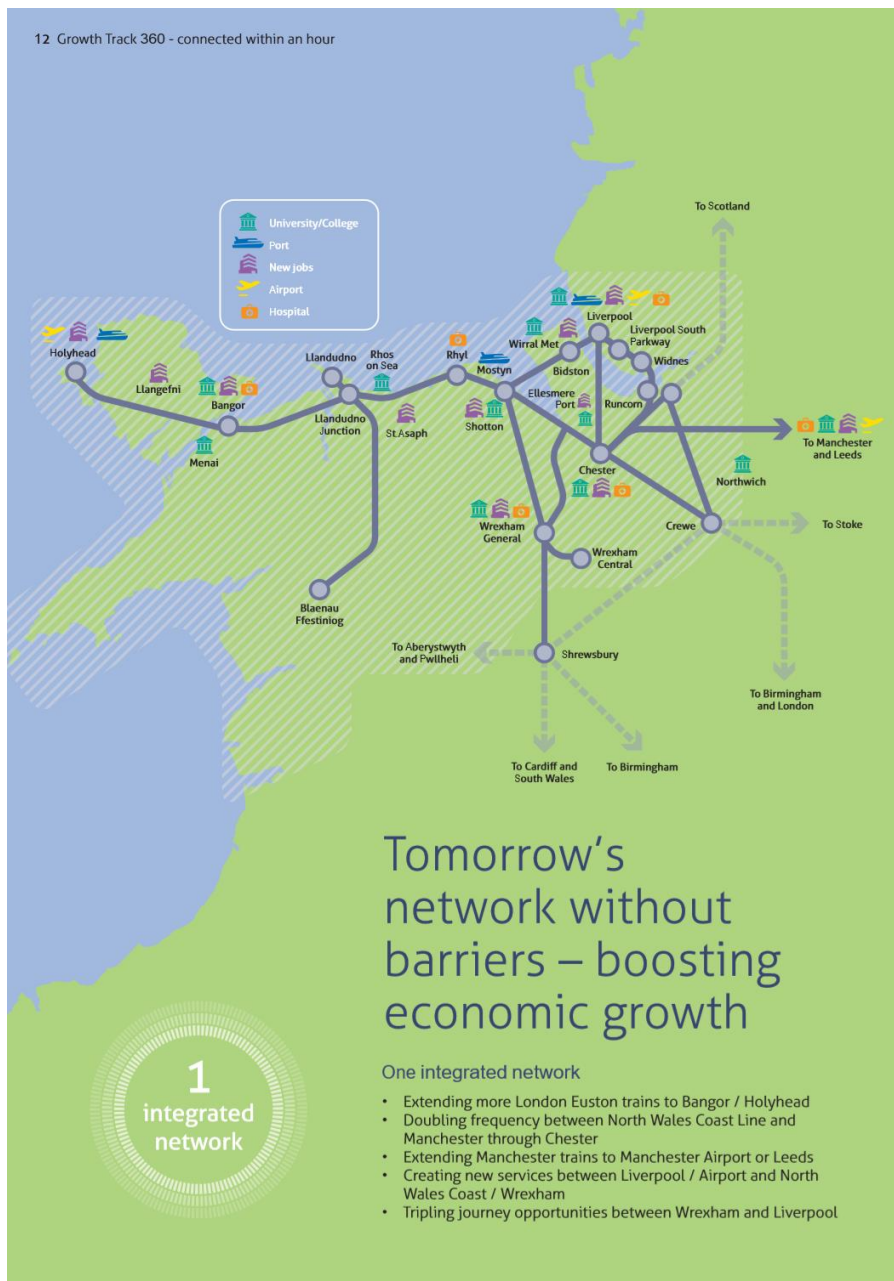 12 Growth Track 360 - connected within an hour
To Scotland
University/College
Port
New jobs
Airport
Hospital
Liverpool
Liverpool South
Parkway
Wirral Met
Widnes
Bidston
Holyhead
Llandudno
Rhos
on Sea
Rhyl
Mostyn
Llangefni
Bangor
Ellesmere
Port
Runcorn
Llandudno
Junction
St Asaph
Shotton
Menai
Chester
To Manchester
and Leeds
Northwich
Wrexham
General
Crewe
To Stoke
Wrexham
Central
Blaenau
Ffestiniog
To Aberystwyth
and Pwllheli
Shrewsbury
To Birmingham
and London
To Cardiff and
South Wales
To Birmingham
Tomorrow's
network without
barriers – boosting
economic growth
1
integrated
network
One integrated network
• Extending more London Euston trains to Bangor / Holyhead
• Doubling frequency between North Wales Coast Line and
Manchester through Chester
• Extending Manchester trains to Manchester Airport or Leeds
• Creating new services between Liverpool / Airport and North
Wales Coast / Wrexham
• Tripling journey opportunities between Wrexham and Liverpool